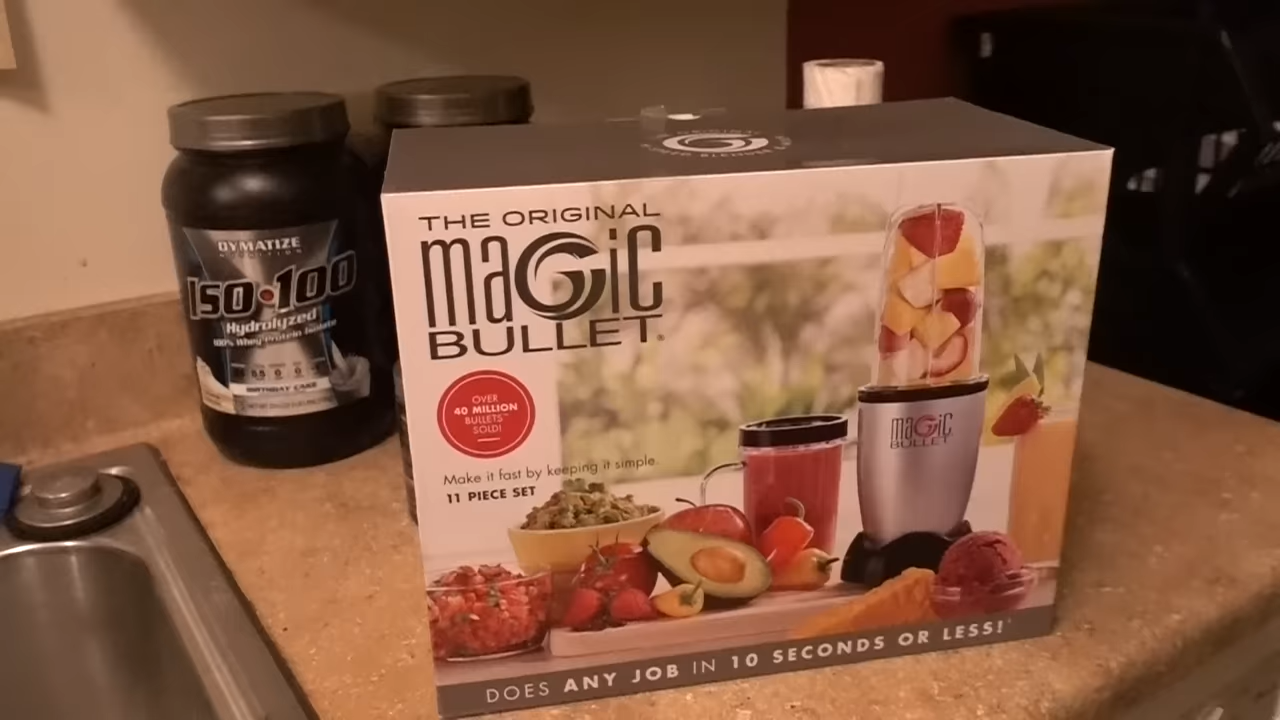 DYMATIZE
NUTRITION
ISO•100
Hydrolyzed
100% Whey Protein Isolate
BIRTHDAY CAKE
THE ORIGINAL
magic
BULLET®
OVER
40 MILLION
BULLETS™
SOLD!
Make it fast by keeping it simple.
11 PIECE SET
magic
BULLET
DOES ANY JOB IN 10 SECONDS OR LESS!*